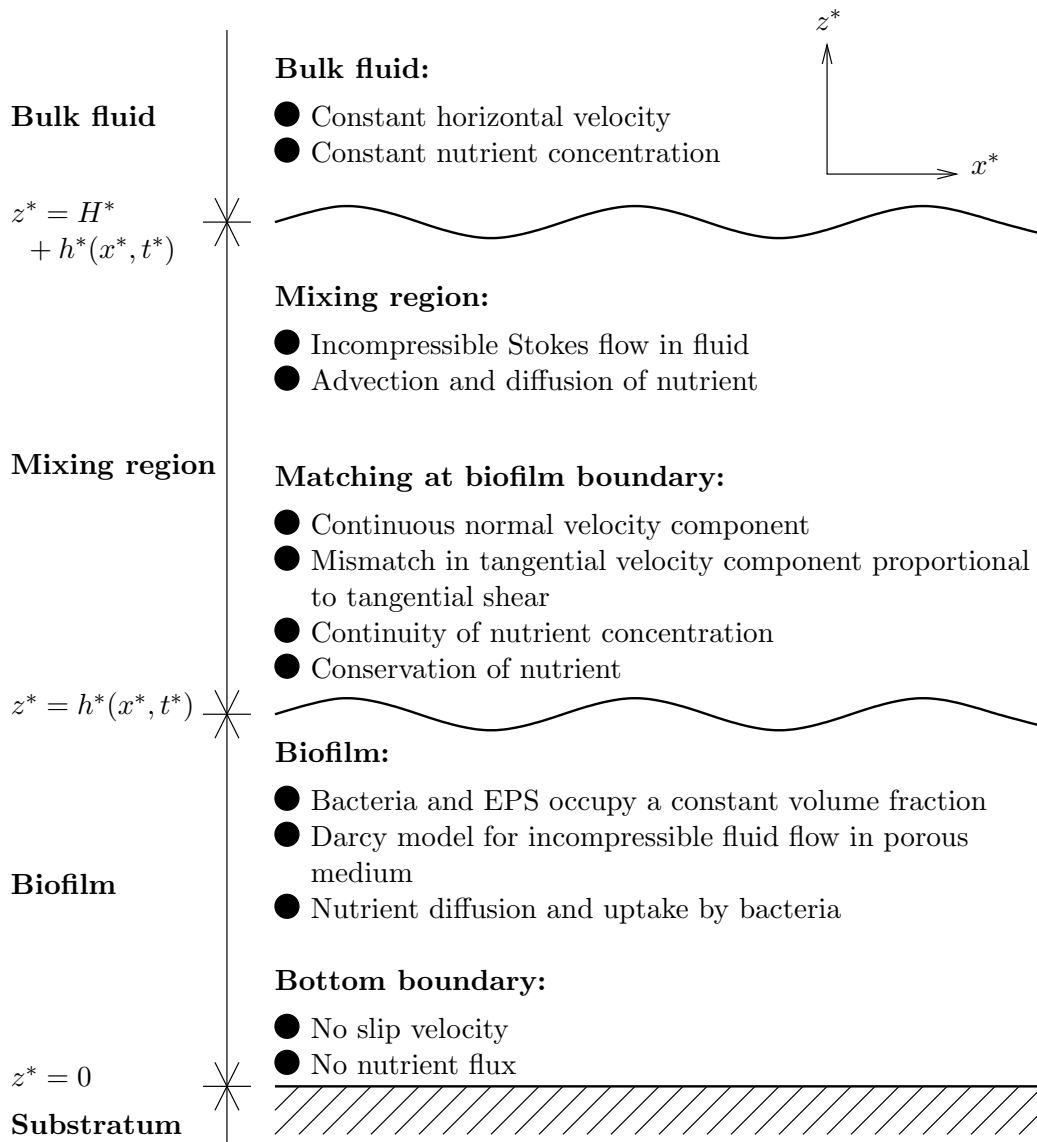 z*
Bulk fluid:
Bulk fluid
● Constant horizontal velocity
● Constant nutrient concentration
x*
z* = H*
+ h*(x*, t*)
Mixing region:
● Incompressible Stokes flow in fluid
● Advection and diffusion of nutrient
Mixing region
Matching at biofilm boundary:
● Continuous normal velocity component
● Mismatch in tangential velocity component proportional
to tangential shear
● Continuity of nutrient concentration
● Conservation of nutrient
z* = h*(x*, t*)
Biofilm:
● Bacteria and EPS occupy a constant volume fraction
● Darcy model for incompressible fluid flow in porous
medium
Biofilm
● Nutrient diffusion and uptake by bacteria
Bottom boundary:
● No slip velocity
● No nutrient flux
z* = 0
Substratum